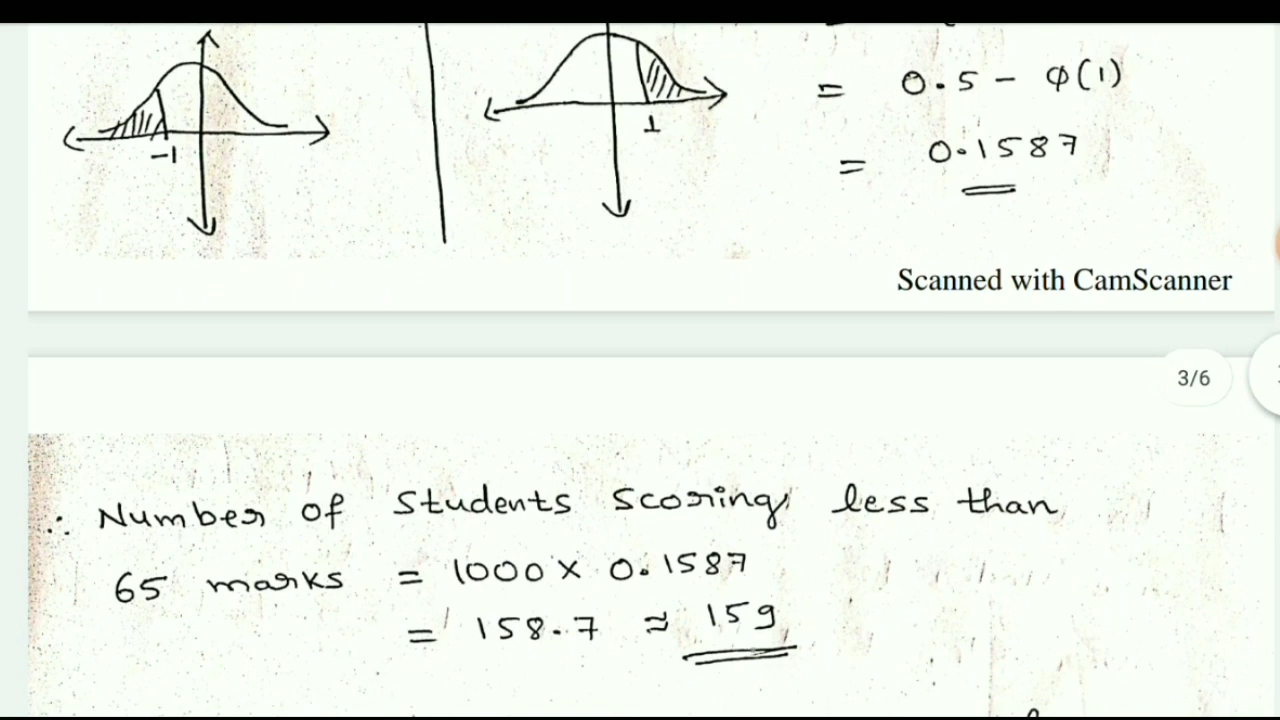 = 0.5 - φ(1)
-1
1
= 0.1587
Scanned with CamScanner
3/6
∴ Number of Students Scoring less than
65 marks = 1000 × 0.1587
= 158.7 ≈ 159